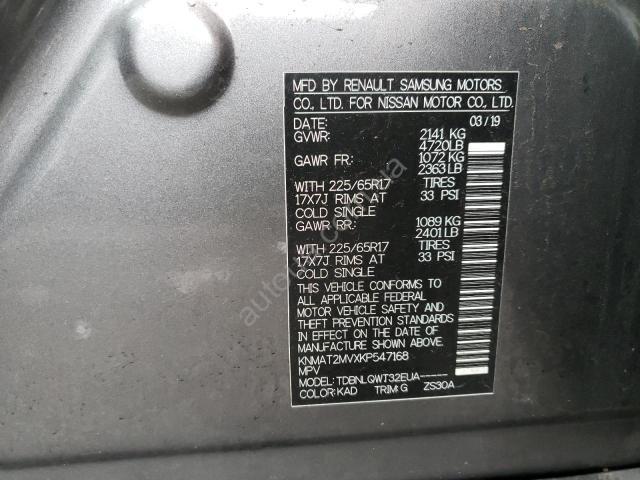 MFD BY RENAULT SAMSUNG MOTORS
CO., LTD. FOR NISSAN MOTOR CO., LTD.
DATE: 03/19
GVWR: 2141 KG
4720LB
GAWR FR: 1072 KG
2363LB
WITH 225/65R17 TIRES
17X7J RIMS AT 33 PSI
COLD SINGLE
GAWR RR: 1089 KG
2401LB
WITH 225/65R17 TIRES
17X7J RIMS AT 33 PSI
COLD SINGLE
THIS VEHICLE CONFORMS TO
ALL APPLICABLE FEDERAL
MOTOR VEHICLE SAFETY AND
THEFT PREVENTION STANDARDS
IN EFFECT ON THE DATE OF
MANUFACTURE SHOWN ABOVE.
KNMAT2MVXKP547168
MPV
MODEL: TDBNLQWT32EUA-----
COLOR: KAD TRIM: G ZS30A